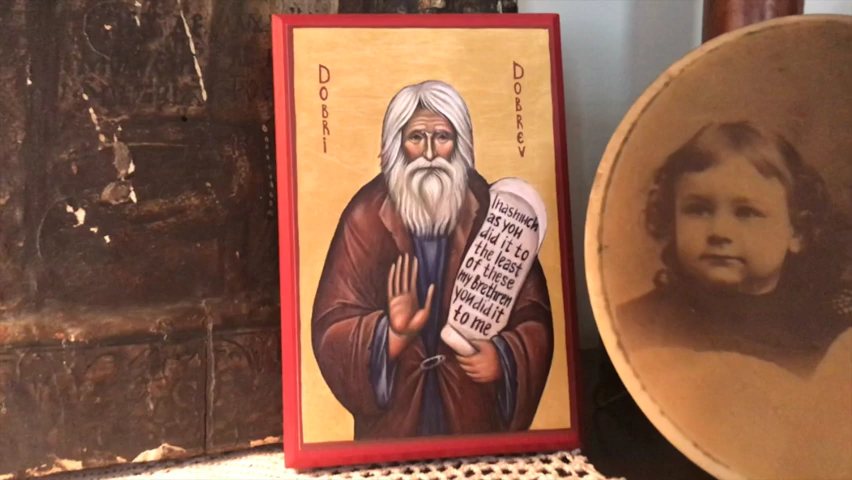 DOBRI
DOBREV
Inasmuch
as you
did it to
the least
of these
my Brethren
you did it
to me